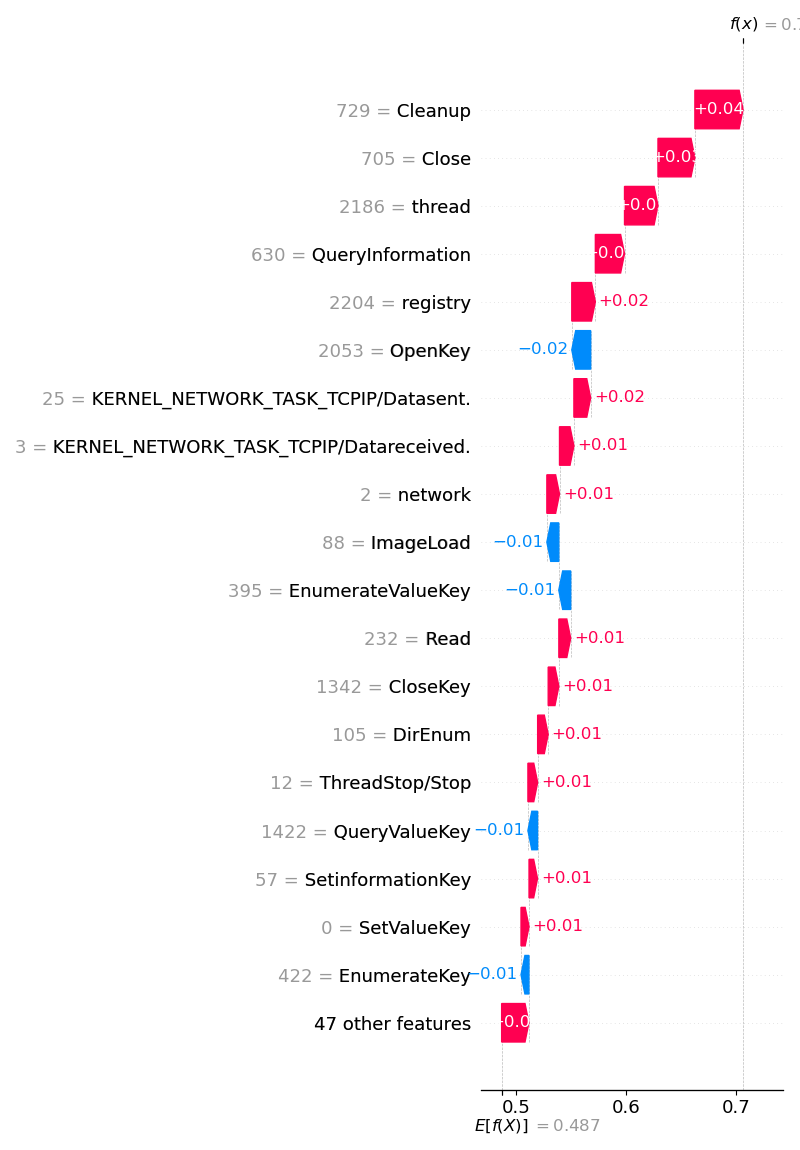 f(x) = 0.7
729 = Cleanup +0.04
705 = Close
2186 = thread
630 = QueryInformation
2204 = registry +0.02
2053 = OpenKey −0.02
25 = KERNEL_NETWORK_TASK_TCPIP/Datasent. +0.02
3 = KERNEL_NETWORK_TASK_TCPIP/Datareceived. +0.01
2 = network +0.01
88 = ImageLoad −0.01
395 = EnumerateValueKey −0.01
232 = Read +0.01
1342 = CloseKey +0.01
105 = DirEnum +0.01
12 = ThreadStop/Stop +0.01
1422 = QueryValueKey −0.01
57 = SetinformationKey +0.01
0 = SetValueKey +0.01
422 = EnumerateKey −0.01
47 other features
0.5 0.6 0.7
E[f(X)] = 0.487